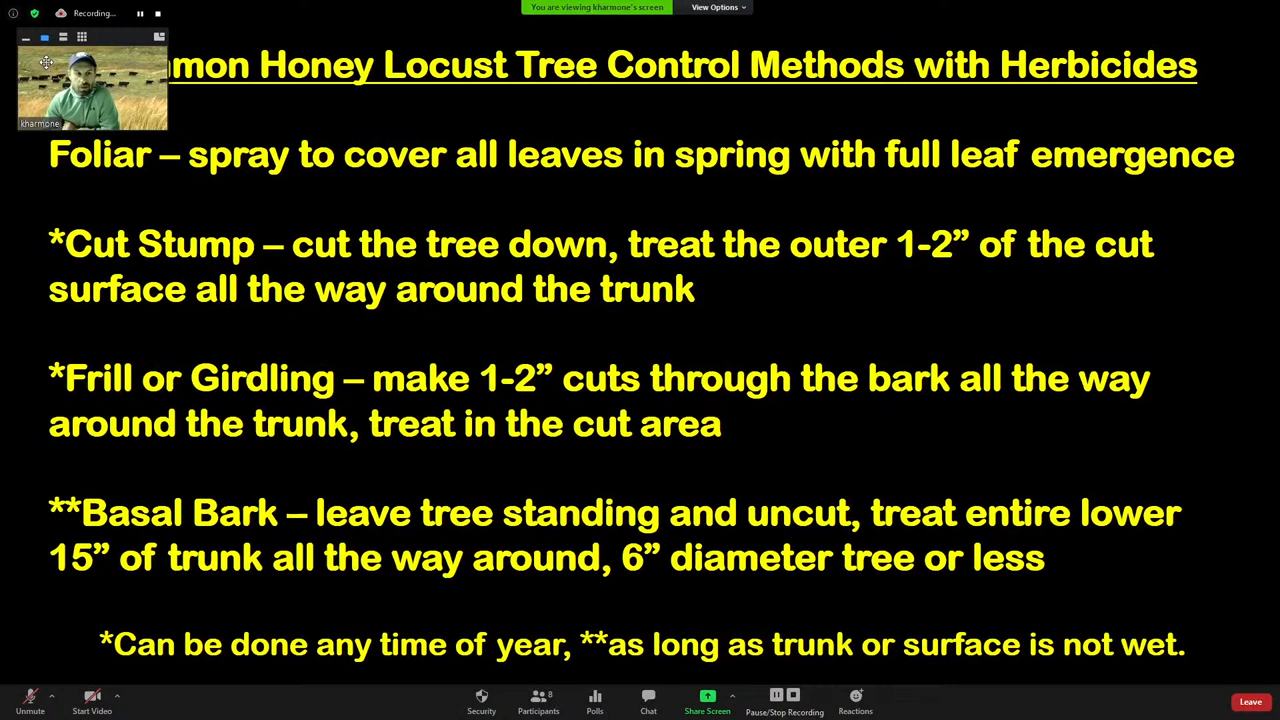 Recording...
You are viewing kharmone's screen
View Options
kharmone
Honey Locust Tree Control Methods with Herbicides
Foliar – spray to cover all leaves in spring with full leaf emergence
*Cut Stump – cut the tree down, treat the outer 1-2” of the cut
surface all the way around the trunk
*Frill or Girdling – make 1-2” cuts through the bark all the way
around the trunk, treat in the cut area
**Basal Bark – leave tree standing and uncut, treat entire lower
15” of trunk all the way around, 6” diameter tree or less
*Can be done any time of year, **as long as trunk or surface is not wet.
Unmute
Start Video
Security
8
Participants
Polls
Chat
Share Screen
Pause/Stop Recording
Reactions
Leave